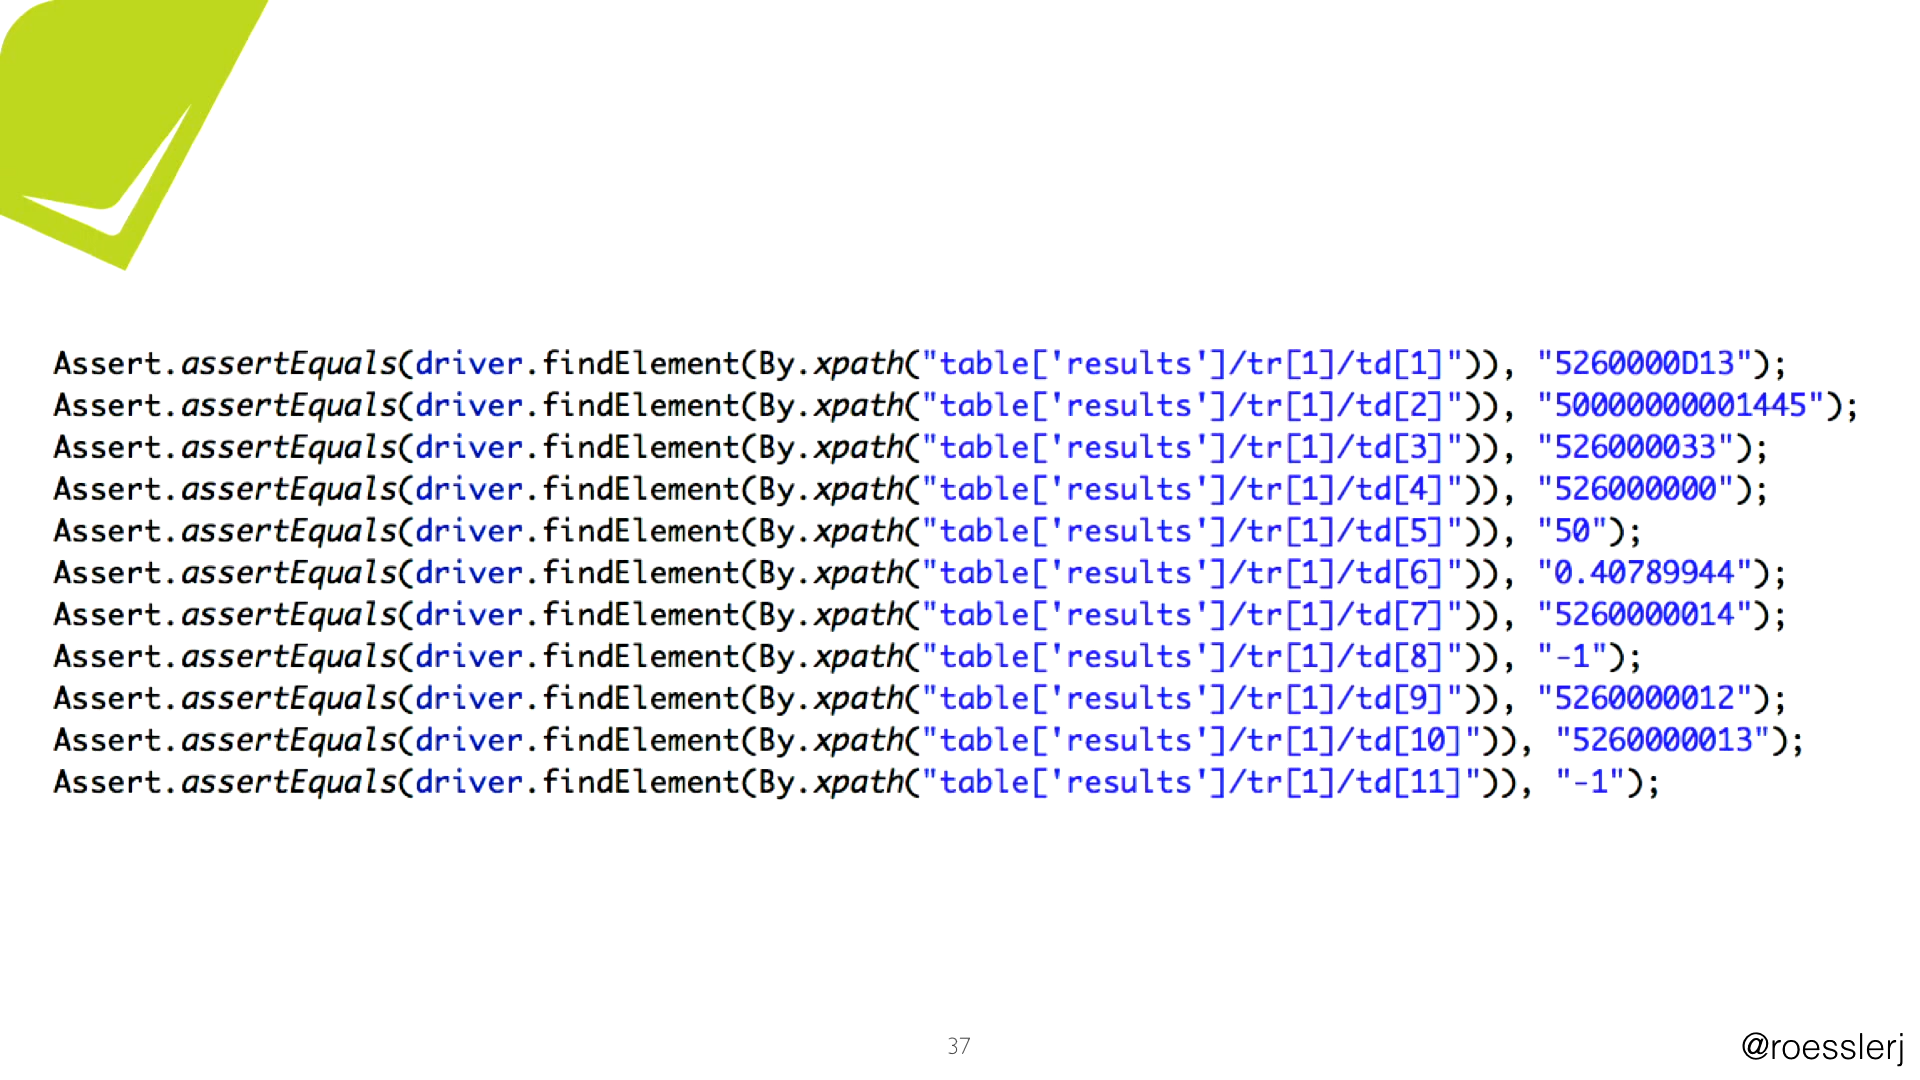 Assert.assertEquals(driver.findElement(By.xpath("table['results']/tr[1]/td[1]")), "5260000D13");
Assert.assertEquals(driver.findElement(By.xpath("table['results']/tr[1]/td[2]")), "50000000001445");
Assert.assertEquals(driver.findElement(By.xpath("table['results']/tr[1]/td[3]")), "526000033");
Assert.assertEquals(driver.findElement(By.xpath("table['results']/tr[1]/td[4]")), "526000000");
Assert.assertEquals(driver.findElement(By.xpath("table['results']/tr[1]/td[5]")), "50");
Assert.assertEquals(driver.findElement(By.xpath("table['results']/tr[1]/td[6]")), "0.40789944");
Assert.assertEquals(driver.findElement(By.xpath("table['results']/tr[1]/td[7]")), "5260000014");
Assert.assertEquals(driver.findElement(By.xpath("table['results']/tr[1]/td[8]")), "-1");
Assert.assertEquals(driver.findElement(By.xpath("table['results']/tr[1]/td[9]")), "5260000012");
Assert.assertEquals(driver.findElement(By.xpath("table['results']/tr[1]/td[10]")), "5260000013");
Assert.assertEquals(driver.findElement(By.xpath("table['results']/tr[1]/td[11]")), "-1");
37
@roesslerj